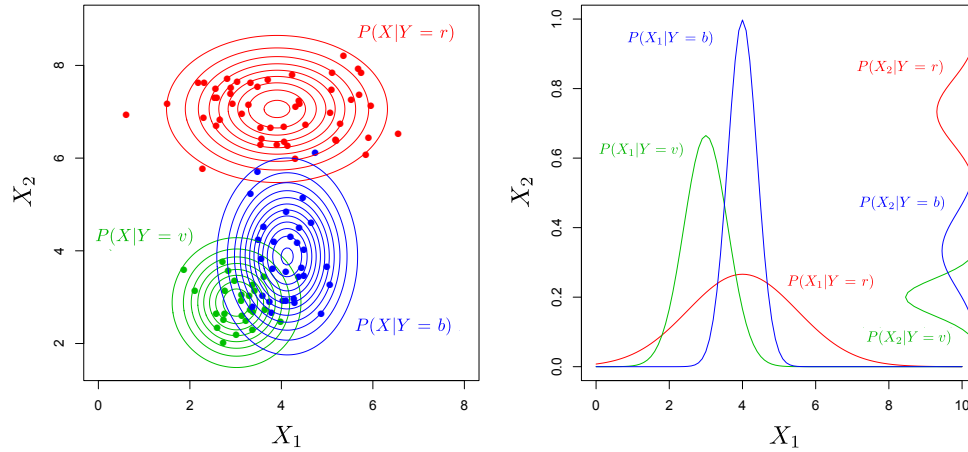 P(X|Y = r)
P(X|Y = v)
P(X|Y = b)
X₂
8
6
4
2
0
2
4
6
8
X₁
P(X₁|Y = b)
P(X₂|Y = r)
P(X₁|Y = v)
P(X₂|Y = b)
P(X₁|Y = r)
P(X₂|Y = v)
X₂
1.0
0.8
0.6
0.4
0.2
0.0
0
2
4
6
8
10
X₁